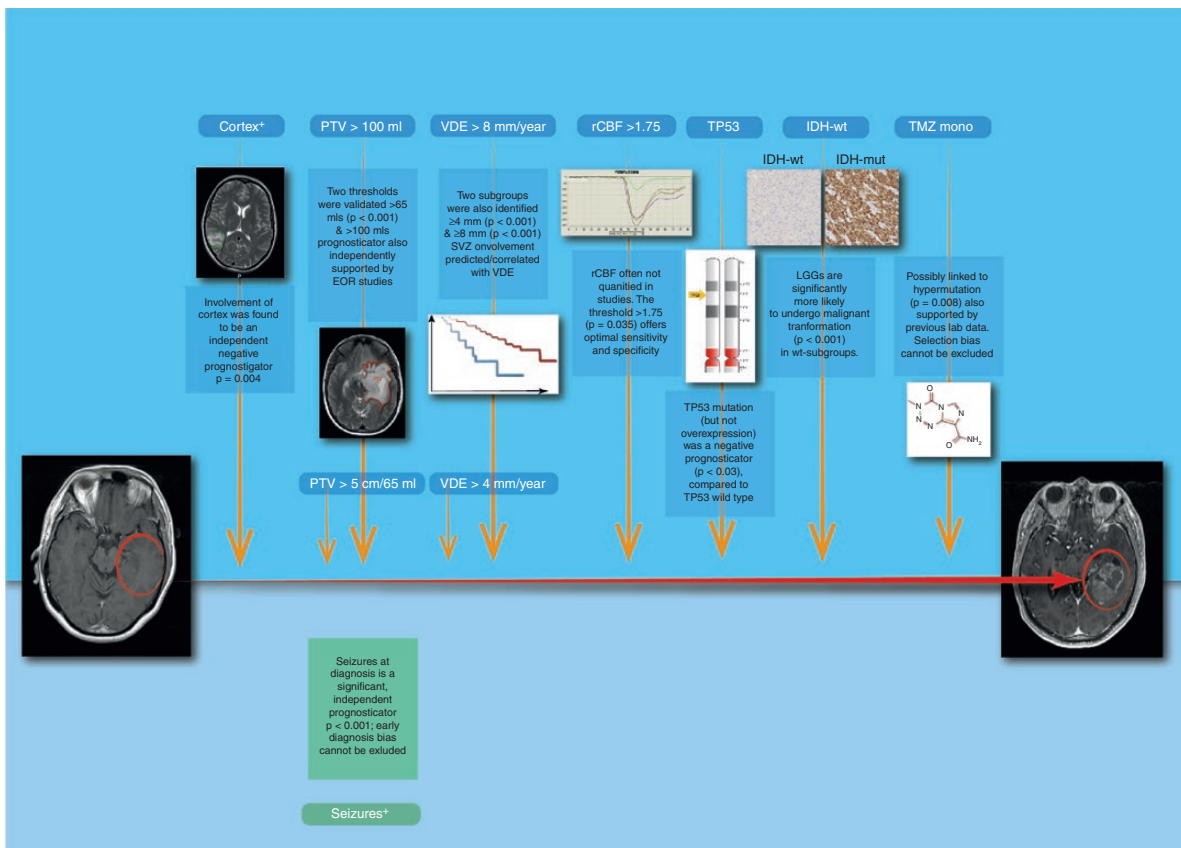 Cortex⁺
PTV > 100 ml
VDE > 8 mm/year
rCBF >1.75
TP53
IDH-wt
TMZ mono
P
Involvement of
cortex was found
to be an
independent
negative
prognostigator
p = 0.004
Two thresholds
were validated >65
mls (p < 0.001)
& >100 mls
prognosticator also
independently
supported by
EOR studies
PTV > 5 cm/65 ml
Two subgroups
were also identified
≥4 mm (p < 0.001)
& ≥8 mm (p < 0.001)
SVZ onvolvement
predicted/correlated
with VDE
VDE > 4 mm/year
rCBF often not
quanitied in
studies. The
threshold >1.75
(p = 0.035) offers
optimal sensitivity
and specificity
TP53
TP53 mutation
(but not
overexpression)
was a negative
prognosticator
(p < 0.03),
compared to
TP53 wild type
IDH-wt
IDH-mut
LGGs are
significantly
more likely
to undergo malignant
tranformation
(p < 0.001)
in wt-subgroups.
Possibly linked to
hypermutation
(p = 0.008) also
supported by
previous lab data.
Selection bias
cannot be excluded
O
N
N
N
N
N
O
NH₂
Seizures at
diagnosis is a
significant,
independent
prognosticator
p < 0.001; early
diagnosis bias
cannot be exluded
Seizures⁺